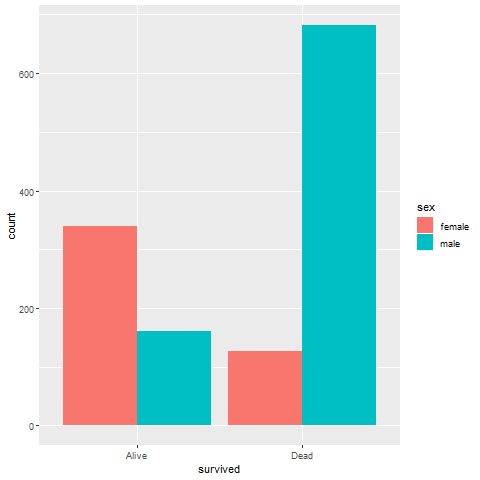 600
400
200
0
count
Alive Dead
survived
sex
female
male